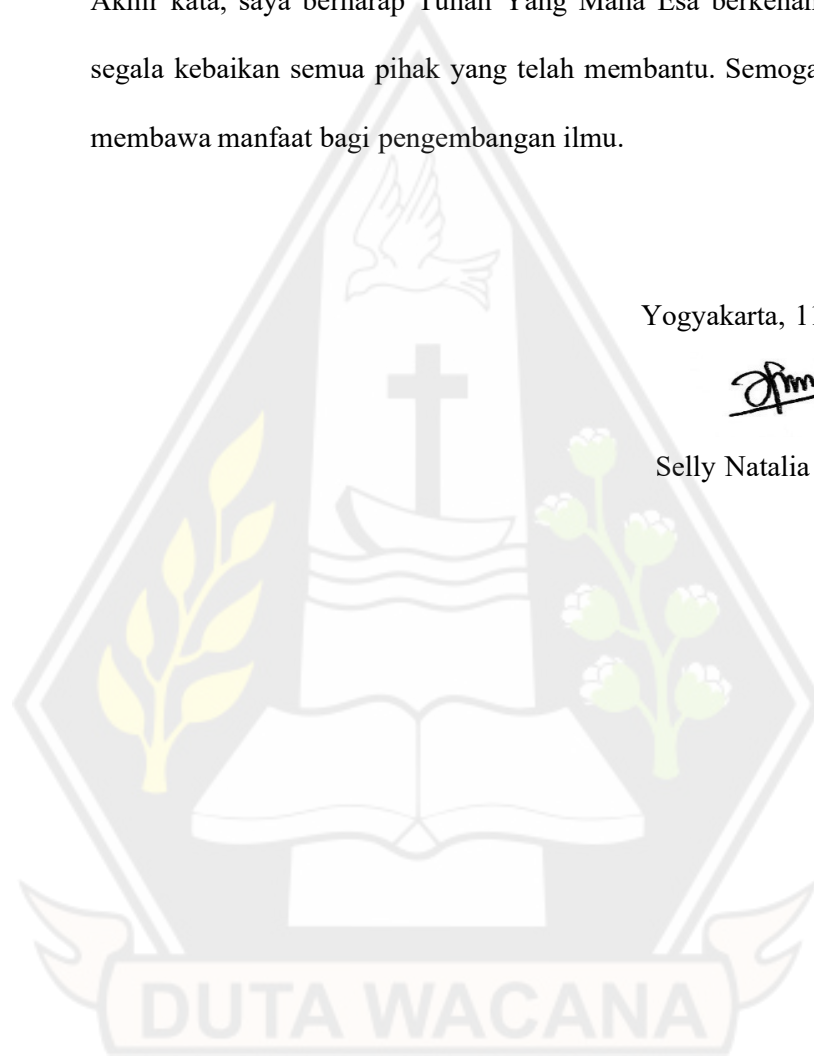 Akhir kata, saya berharap Tuhan Yang Maha Esa berkenan
segala kebaikan semua pihak yang telah membantu. Semoga
membawa manfaat bagi pengembangan ilmu.
Yogyakarta, 11
Selly Natalia
DUTA WACANA